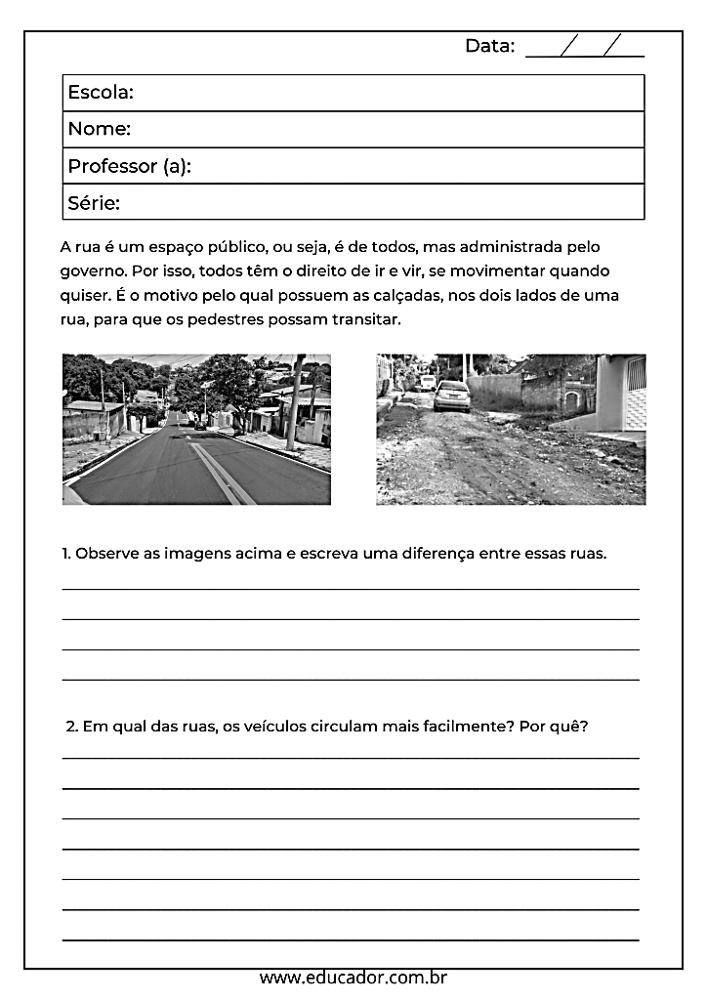 Data: ___/___/___
Escola:
Nome:
Professor (a):
Série:
A rua é um espaço público, ou seja, é de todos, mas administrada pelo
governo. Por isso, todos têm o direito de ir e vir, se movimentar quando
quiser. É o motivo pelo qual possuem as calçadas, nos dois lados de uma
rua, para que os pedestres possam transitar.
1. Observe as imagens acima e escreva uma diferença entre essas ruas.
2. Em qual das ruas, os veículos circulam mais facilmente? Por quê?
www.educador.com.br